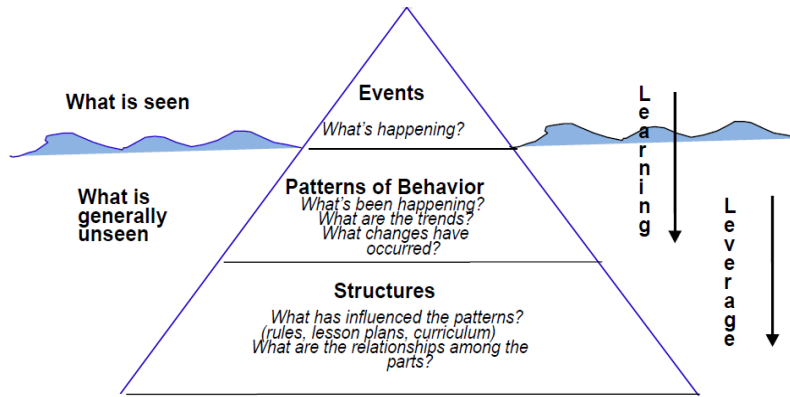 What is seen
Events
What's happening?
What is
generally
unseen
Patterns of Behavior
What's been happening?
What are the trends?
What changes have
occurred?
Structures
What has influenced the patterns?
(rules, lesson plans, curriculum)
What are the relationships among the
parts?
Learning
Leverage